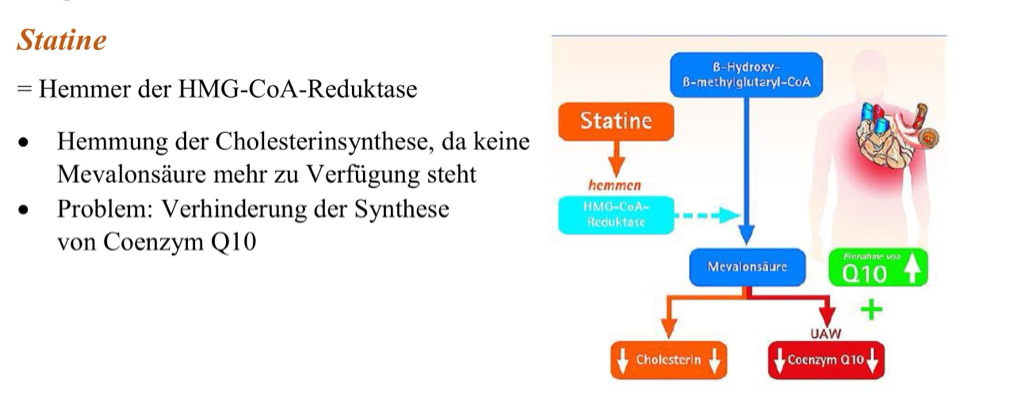 Statine
= Hemmer der HMG-CoA-Reduktase
• Hemmung der Cholesterinsynthese, da keine
Mevalonsäure mehr zu Verfügung steht
• Problem: Verhinderung der Synthese
von Coenzym Q10
ß-Hydroxy-
ß-methylglutaryl-CoA
Statine
hemmen
HMG-CoA-
Reduktase
Mevalonsäure
Einnahme von
Q10
+
UAW
Cholesterin
Coenzym Q10